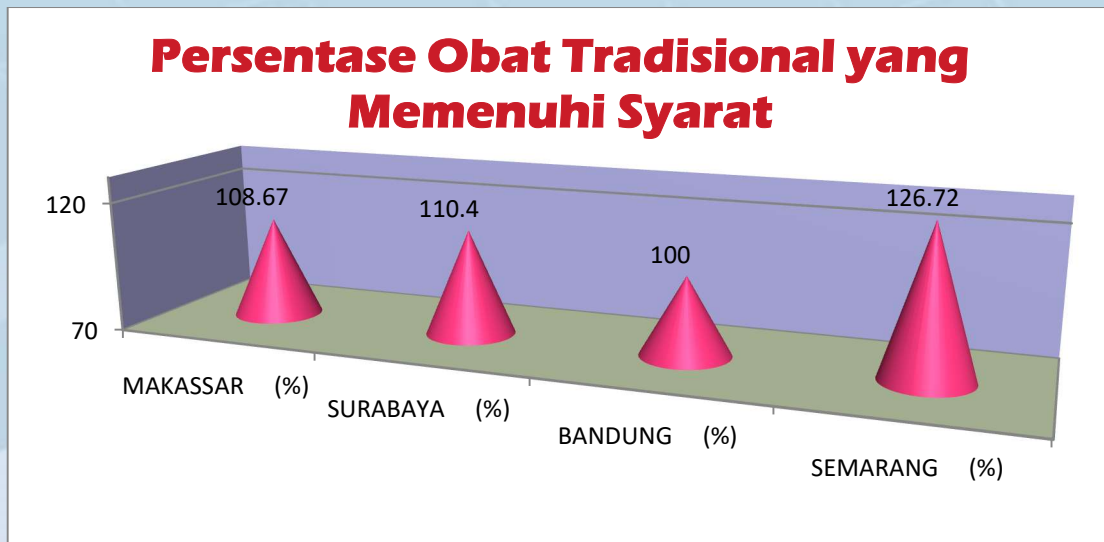 Persentase Obat Tradisional yang
Memenuhi Syarat
120
70
108.67
110.4
100
126.72
MAKASSAR (%)
SURABAYA (%)
BANDUNG (%)
SEMARANG (%)